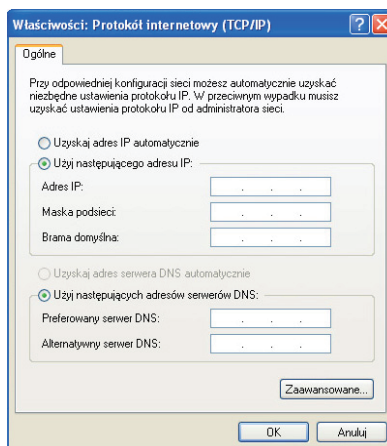 Właściwości: Protokół internetowy (TCP/IP)
Ogólne
Przy odpowiedniej konfiguracji sieci możesz automatycznie uzyskać
niezbędne ustawienia protokołu IP. W przeciwnym wypadku musisz
uzyskać ustawienia protokołu IP od administratora sieci.
Uzyskaj adres IP automatycznie
Użyj następującego adresu IP:
Adres IP:
Maska podsieci:
Brama domyślna:
Uzyskaj adres serwera DNS automatycznie
Użyj następujących adresów serwerów DNS:
Preferowany serwer DNS:
Alternatywny serwer DNS:
Zaawansowane...
OK
Anuluj